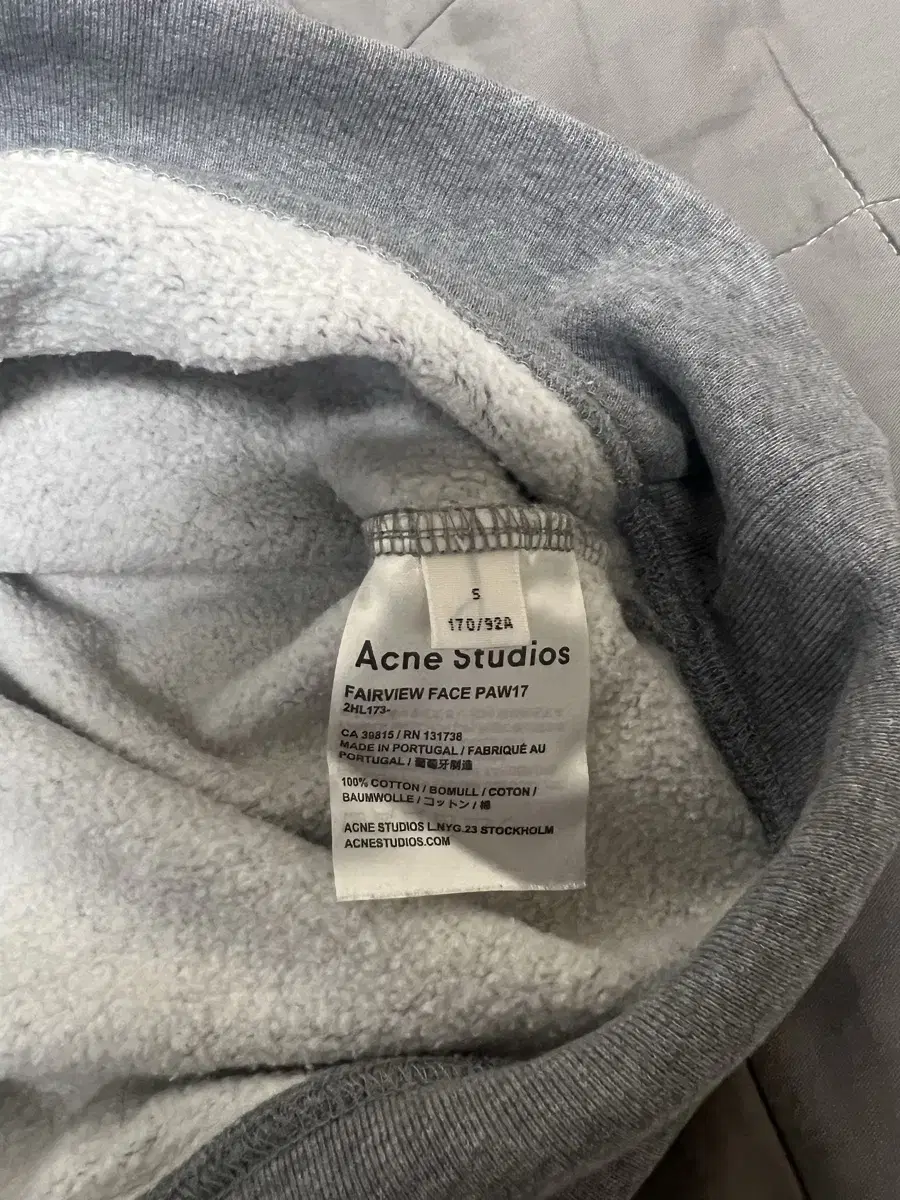 S
170/92A
Acne Studios
FAIRVIEW FACE PAW17
2HL173-
CA 39815 / RN 131738
MADE IN PORTUGAL / FABRIQUÉ AU
PORTUGAL / 葡萄牙制造
100% COTTON / BOMULL / COTON /
BAUMWOLLE / コットン / 棉
ACNE STUDIOS L.NYG.23 STOCKHOLM
ACNESTUDIOS.COM